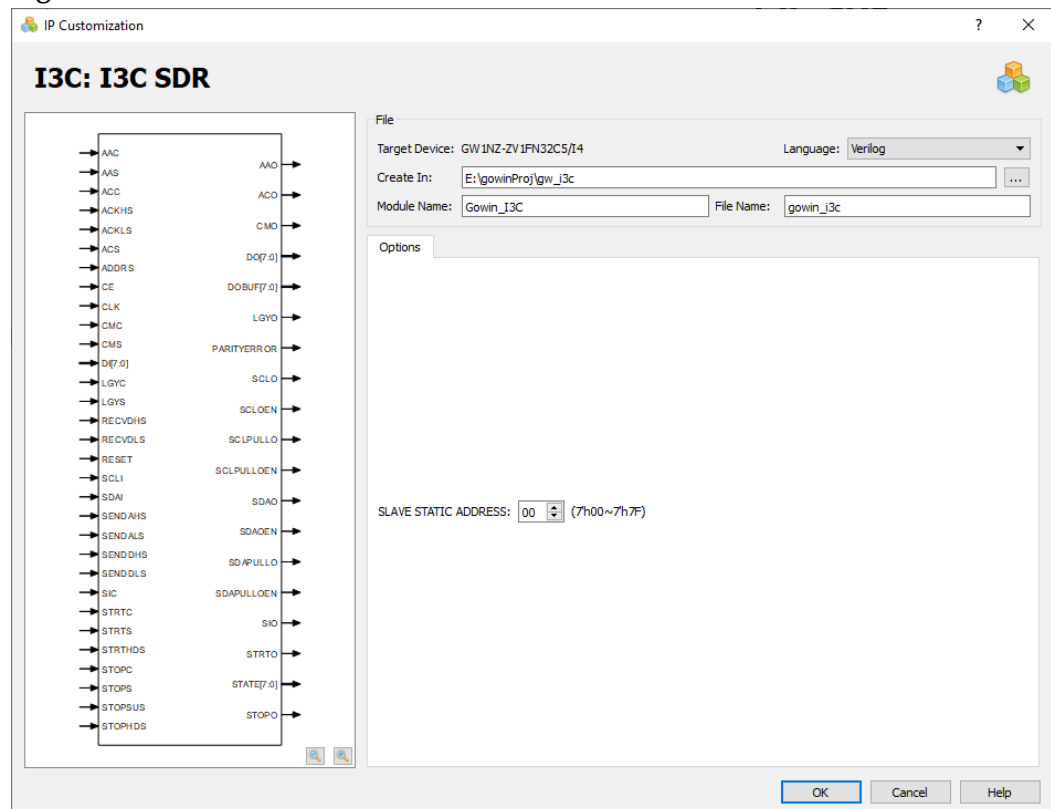 IP Customization ? ×
I3C: I3C SDR
AAC
AAS
ACC
ACKHS
ACKLS
ACS
ADDRS
CE
CLK
CMC
CMS
DI[7:0]
LGYC
LGYS
RECVDHS
RECVDLS
RESET
SCLI
SDAI
SENDAHS
SENDALS
SENDDHS
SENDDLS
SIC
STRTC
STRTS
STRTHDS
STOPC
STOPS
STOPSUS
STOPHDS
AAO
ACO
CMO
DO[7:0]
DOBUF[7:0]
LGYO
PARITYERROR
SCLO
SCLOEN
SCLPULLO
SCLPULLOEN
SDAO
SDAOEN
SDAPULLO
SDAPULLOEN
SIO
STRTO
STATE[7:0]
STOPO
File
Target Device: GW1NZ-ZV1FN32C5/I4 Language: Verilog
Create In: E:\gowinProj\gw_i3c ...
Module Name: Gowin_I3C File Name: gowin_i3c
Options
SLAVE STATIC ADDRESS: 00 (7'h00~7'h7F)
OK Cancel Help